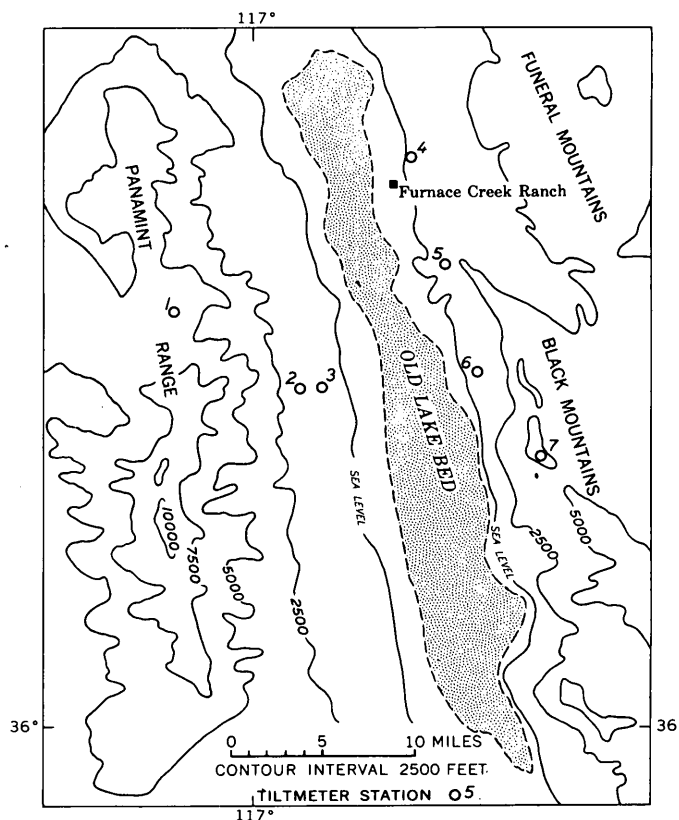 117°
FUNERAL MOUNTAINS
4
Furnace Creek Ranch
PANAMINT
RANGE
5
1
2
3
6
OLD LAKE BED
BLACK MOUNTAINS
7
SEA LEVEL
SEA LEVEL
10000
7500
5000
2500
2500
5000
36°
36
0 5 10 MILES
CONTOUR INTERVAL 2500 FEET.
TILTMETER STATION 5
117°